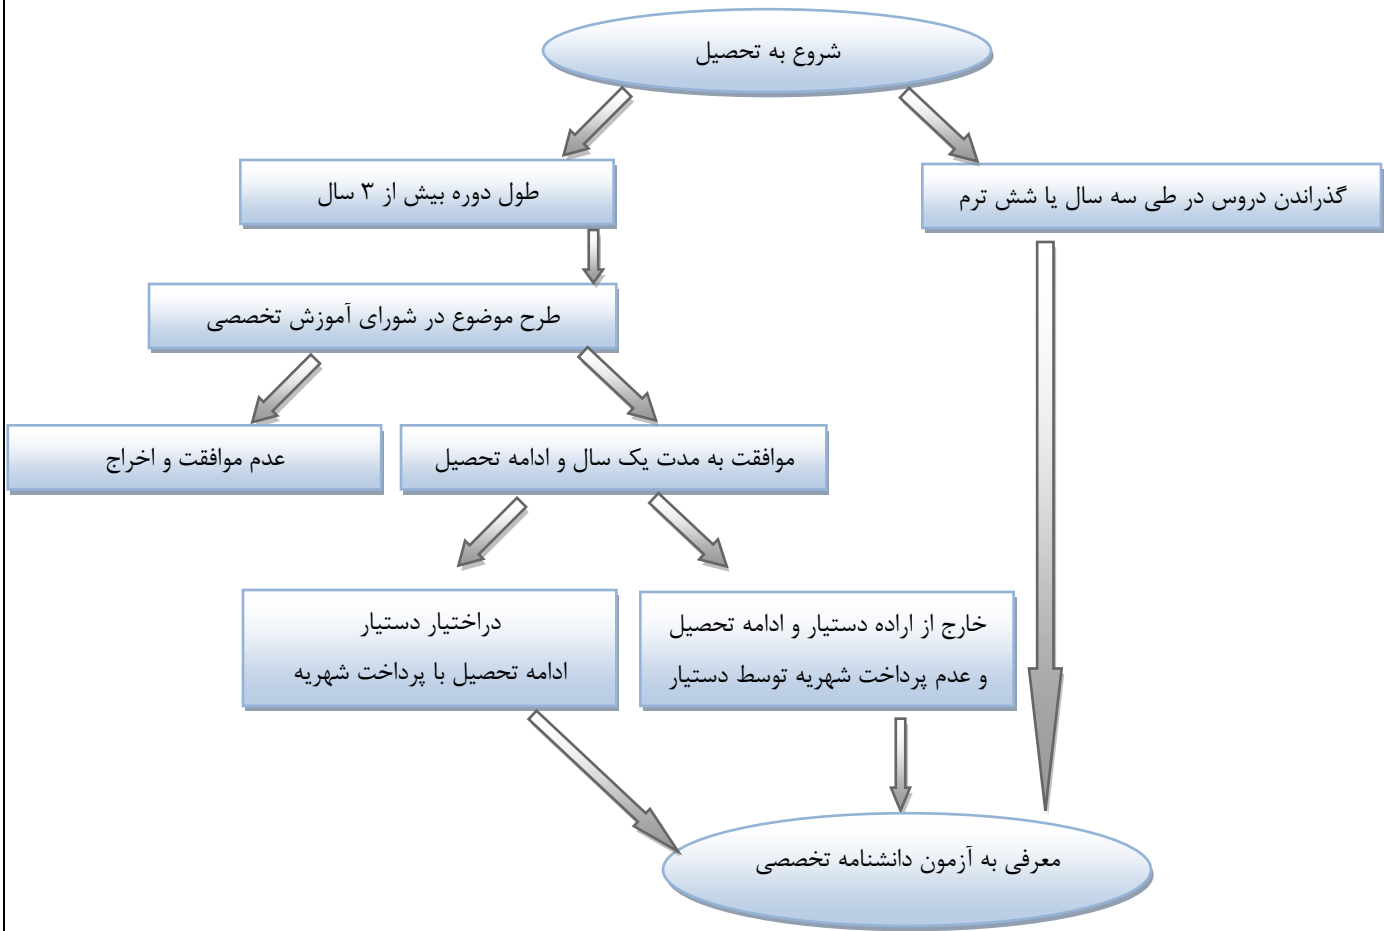 شروع به تحصیل
گذراندن دروس در طی سه سال یا شش ترم
طول دوره بیش از ۳ سال
طرح موضوع در شورای آموزش تخصصی
موافقت به مدت یک سال و ادامه تحصیل
عدم موافقت و اخراج
خارج از اراده دستیار و ادامه تحصیل
و عدم پرداخت شهریه توسط دستیار
دراختیار دستیار
ادامه تحصیل با پرداخت شهریه
معرفی به آزمون دانشنامه تخصصی